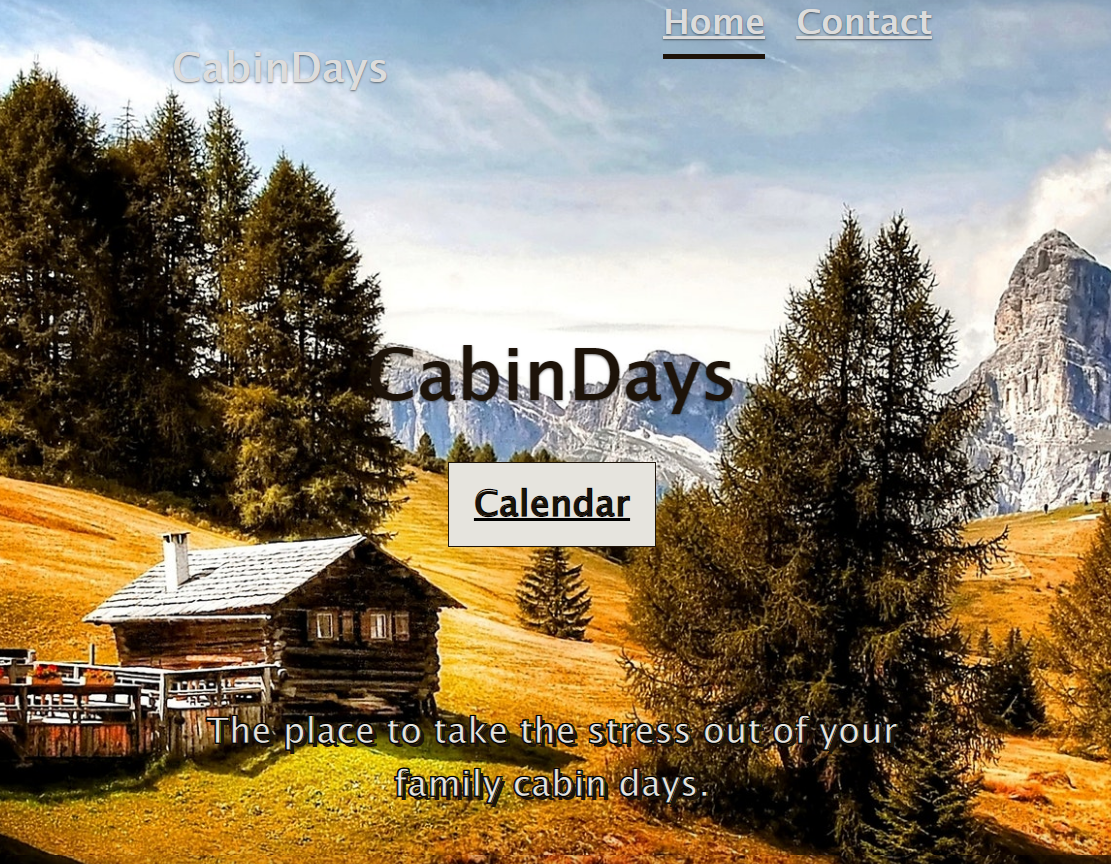 Home Contact
CabinDays
CabinDays
Calendar
The place to take the stress out of your
family cabin days.